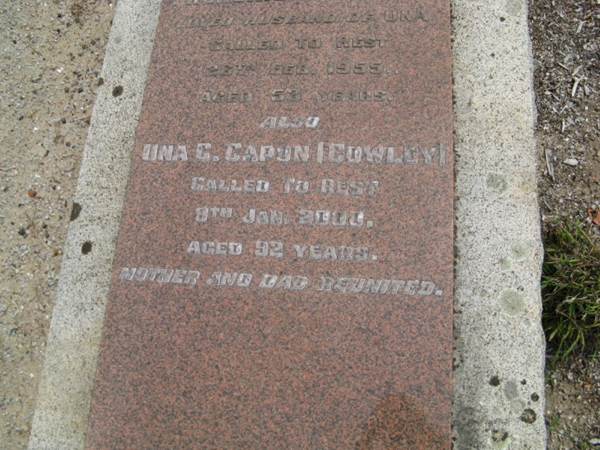 LOVED HUSBAND OF UNA
CALLED TO REST
26TH FEB. 1955.
AGED 53 YEARS.
ALSO
UNA C. CAPON (COWLEY)
CALLED TO REST
8TH JAN. 2000.
AGED 92 YEARS.
MOTHER AND DAD REUNITED.